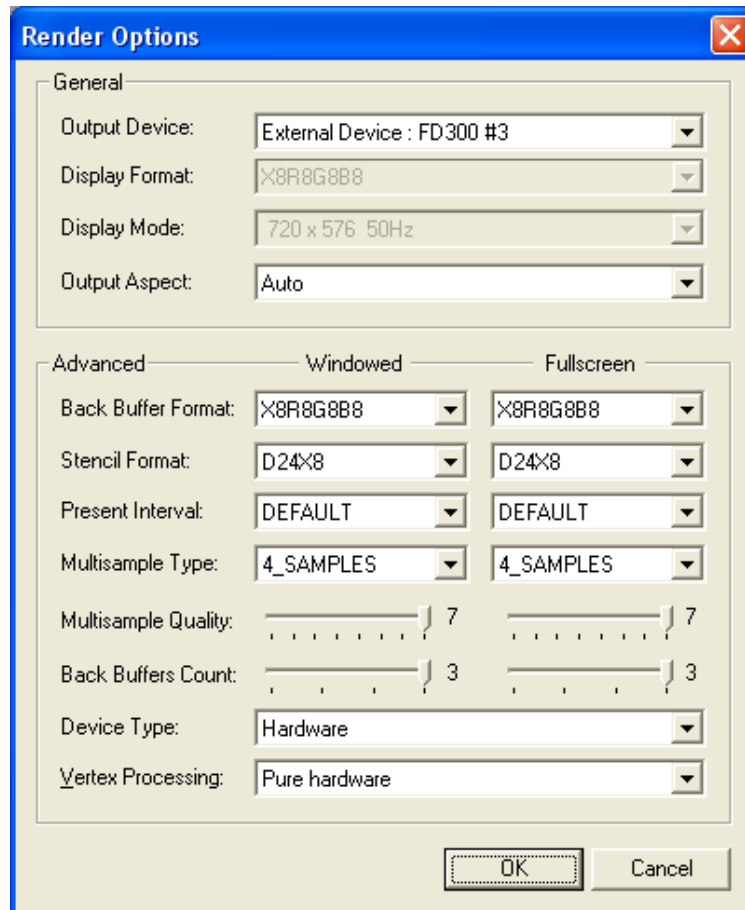 Render Options
General
Output Device: External Device : FD300 #3
Display Format: X8R8G8B8
Display Mode: 720 x 576 50Hz
Output Aspect: Auto
Advanced Windowed Fullscreen
Back Buffer Format: X8R8G8B8 X8R8G8B8
Stencil Format: D24X8 D24X8
Present Interval: DEFAULT DEFAULT
Multisample Type: 4_SAMPLES 4_SAMPLES
Multisample Quality: 7 7
Back Buffers Count: 3 3
Device Type: Hardware
Vertex Processing: Pure hardware
OK Cancel